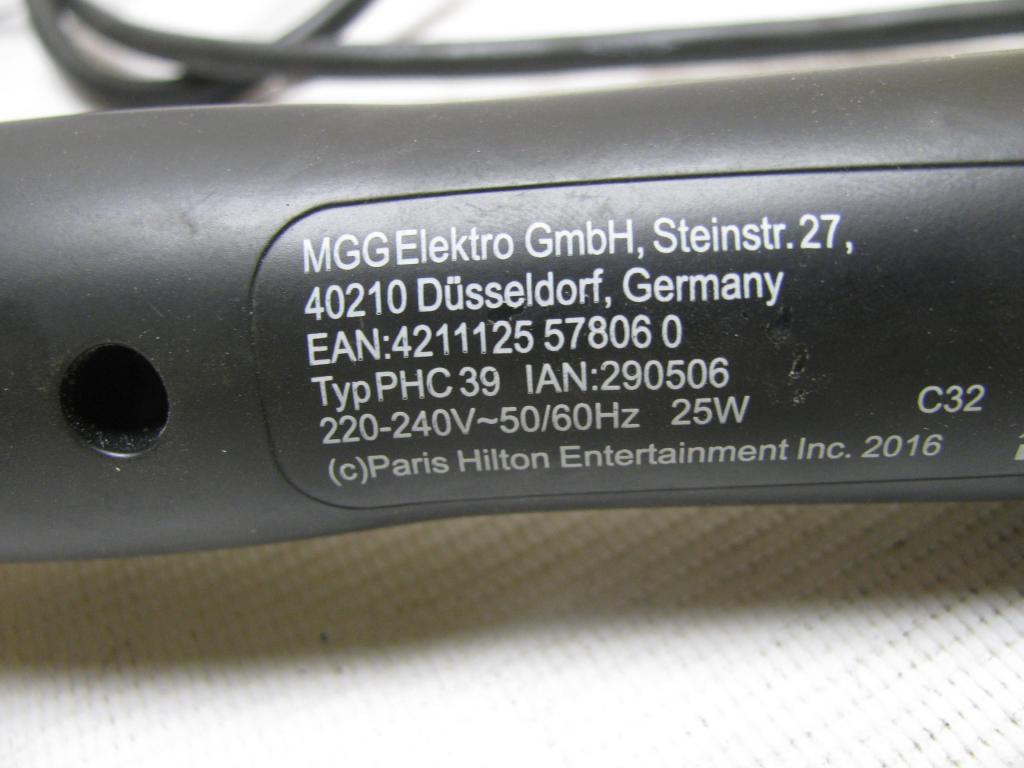 MGG Elektro GmbH, Steinstr. 27,
40210 Düsseldorf, Germany
EAN:4211125 57806 0
Typ PHC 39 IAN:290506
220-240V~50/60Hz 25W
C32
(c)Paris Hilton Entertainment Inc. 2016